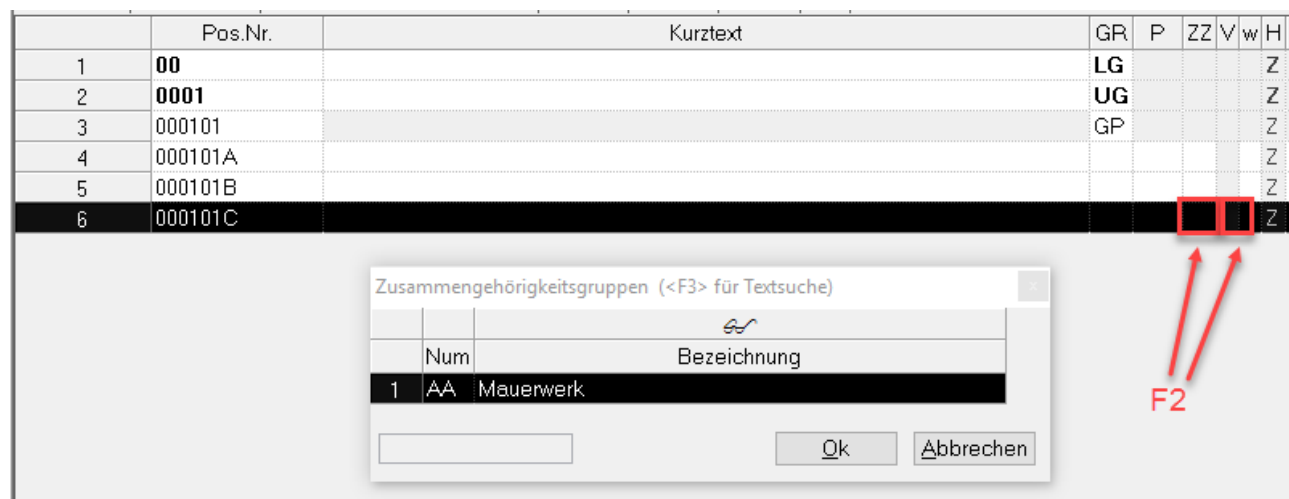 Pos.Nr. Kurztext GR P ZZ V w H
1 00 LG Z
2 0001 UG Z
3 000101 GP Z
4 000101A Z
5 000101B Z
6 000101C Z
Zusammengehörigkeitsgruppen (<F3> für Textsuche) x
Num Bezeichnung
1 AA Mauerwerk
F2
Ok Abbrechen